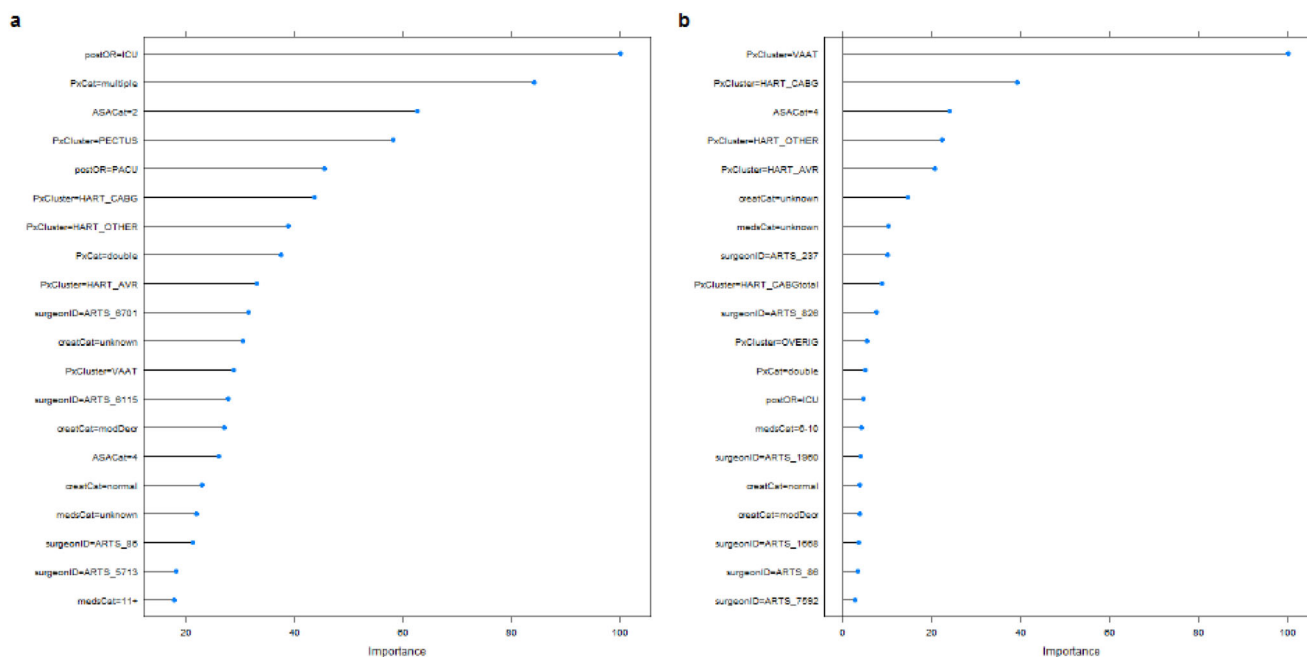 a
postOR=ICU
PxCat=multiple
ASACat=2
PxCluster=PECTUS
postOR=PACU
PxCluster=HART_CABG
PxCluster=HART_OTHER
PxCat=double
PxCluster=HART_AVR
surgeonID=ARTS_6701
creatCat=unknown
PxCluster=VAAT
surgeonID=ARTS_6115
creatCat=modDecr
ASACat=4
creatCat=normal
medsCat=unknown
surgeonID=ARTS_86
surgeonID=ARTS_5713
medsCat=11+
20 40 60 80 100
Importance
b
PxCluster=VAAT
PxCluster=HART_CABG
ASACat=4
PxCluster=HART_OTHER
PxCluster=HART_AVR
creatCat=unknown
medsCat=unknown
surgeonID=ARTS_237
PxCluster=HART_CABGtotal
surgeonID=ARTS_826
PxCluster=OVERIG
PxCat=double
postOR=ICU
medsCat=6-10
surgeonID=ARTS_1960
creatCat=normal
creatCat=modDecr
surgeonID=ARTS_1668
surgeonID=ARTS_86
surgeonID=ARTS_7592
0 20 40 60 80 100
Importance